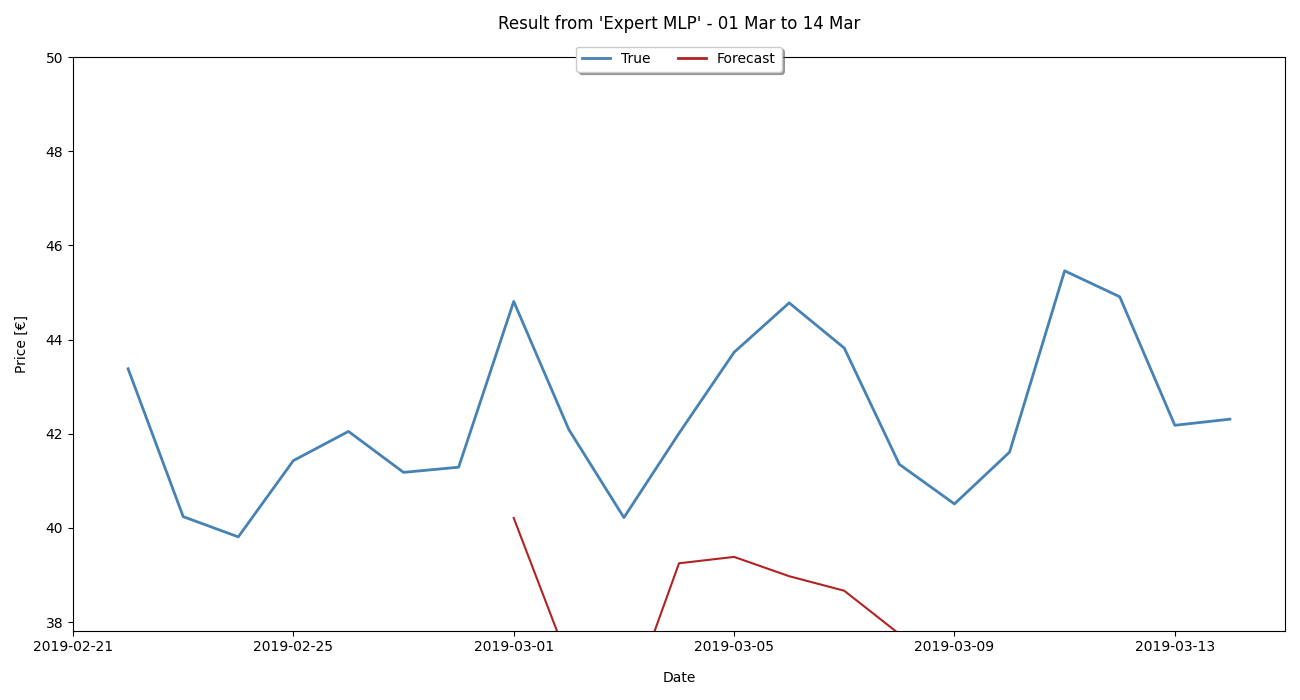 Result from 'Expert MLP' - 01 Mar to 14 Mar
True Forecast
50
48
46
44
42
40
38
Price [€]
2019-02-21 2019-02-25 2019-03-01 2019-03-05 2019-03-09 2019-03-13
Date